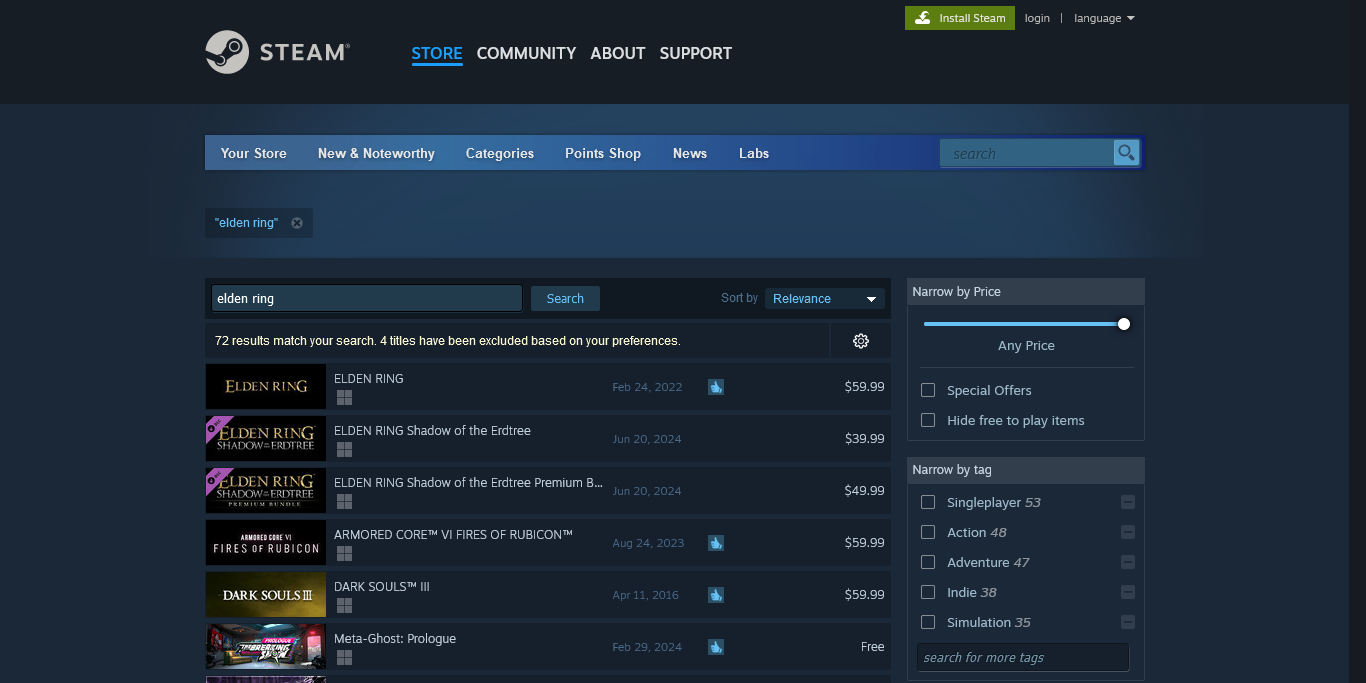 Install Steam login | language
STEAM®
STORE COMMUNITY ABOUT SUPPORT
Your Store New & Noteworthy Categories Points Shop News Labs search
"elden ring"
elden ring Search Sort by Relevance
72 results match your search. 4 titles have been excluded based on your preferences.
ELDEN RING
ELDEN RING Feb 24, 2022 $59.99
ELDEN RING
SHADOW OF THE ERDTREE
ELDEN RING Shadow of the Erdtree Jun 20, 2024 $39.99
ELDEN RING
SHADOW OF THE ERDTREE
PREMIUM BUNDLE
ELDEN RING Shadow of the Erdtree Premium B... Jun 20, 2024 $49.99
ARMORED CORE VI
FIRES OF RUBICON
ARMORED CORE™ VI FIRES OF RUBICON™ Aug 24, 2023 $59.99
DARK SOULS III
DARK SOULS™ III Apr 11, 2016 $59.99
PROLOGUE
Meta-Ghost: Prologue Feb 29, 2024 Free
Narrow by Price
Any Price
Special Offers
Hide free to play items
Narrow by tag
Singleplayer 53
Action 48
Adventure 47
Indie 38
Simulation 35
search for more tags